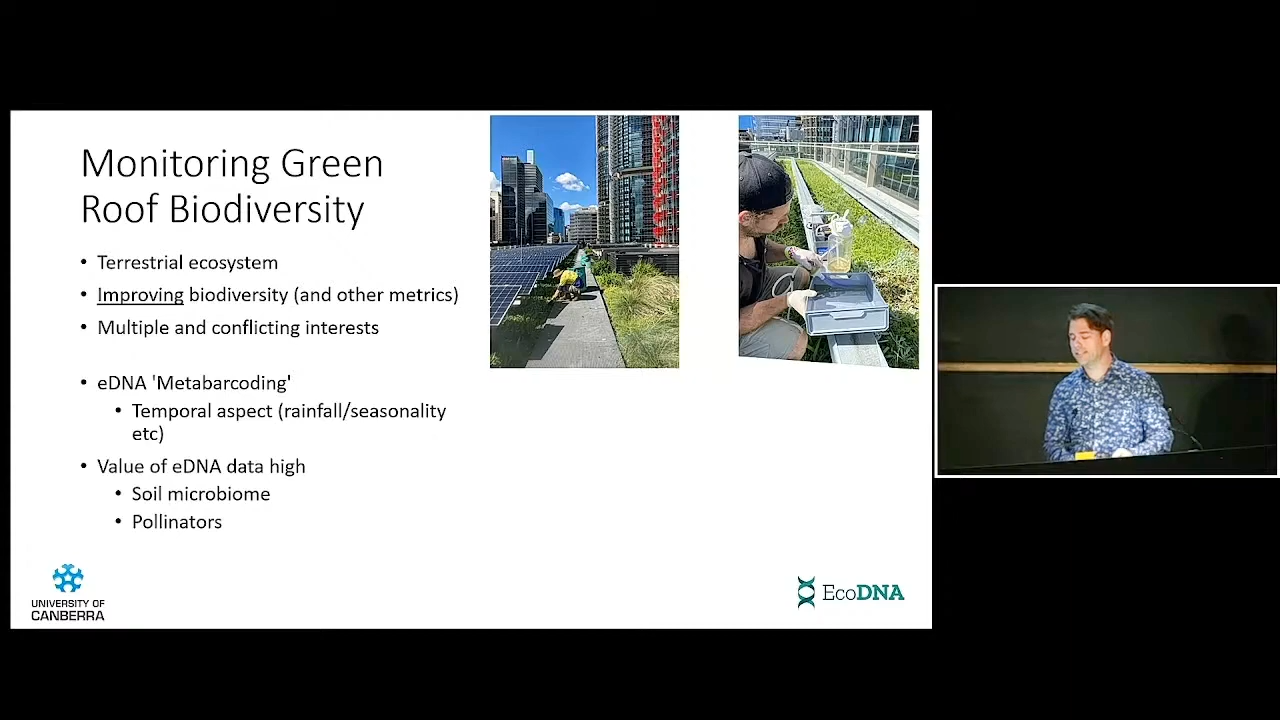 Monitoring Green
Roof Biodiversity
• Terrestrial ecosystem
• Improving biodiversity (and other metrics)
• Multiple and conflicting interests
• eDNA 'Metabarcoding'
• Temporal aspect (rainfall/seasonality
etc)
• Value of eDNA data high
• Soil microbiome
• Pollinators
UNIVERSITY OF
CANBERRA
EcoDNA